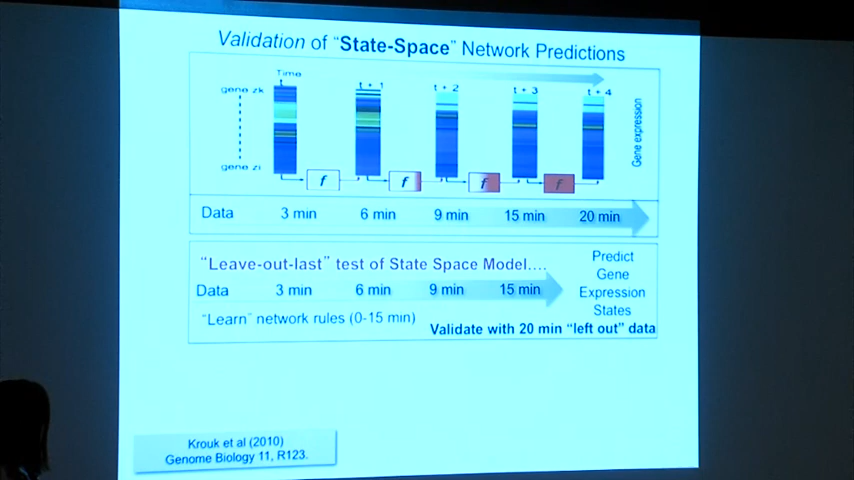 Validation of "State-Space" Network Predictions
Time
t t + 1 t + 2 t + 3 t + 4
gene zk
gene zi
Gene expression
f f f f
Data 3 min 6 min 9 min 15 min 20 min
"Leave-out-last" test of State Space Model....
Data 3 min 6 min 9 min 15 min
"Learn" network rules (0-15 min)
Predict
Gene
Expression
States
Validate with 20 min "left out" data
Krouk et al (2010)
Genome Biology 11, R123.